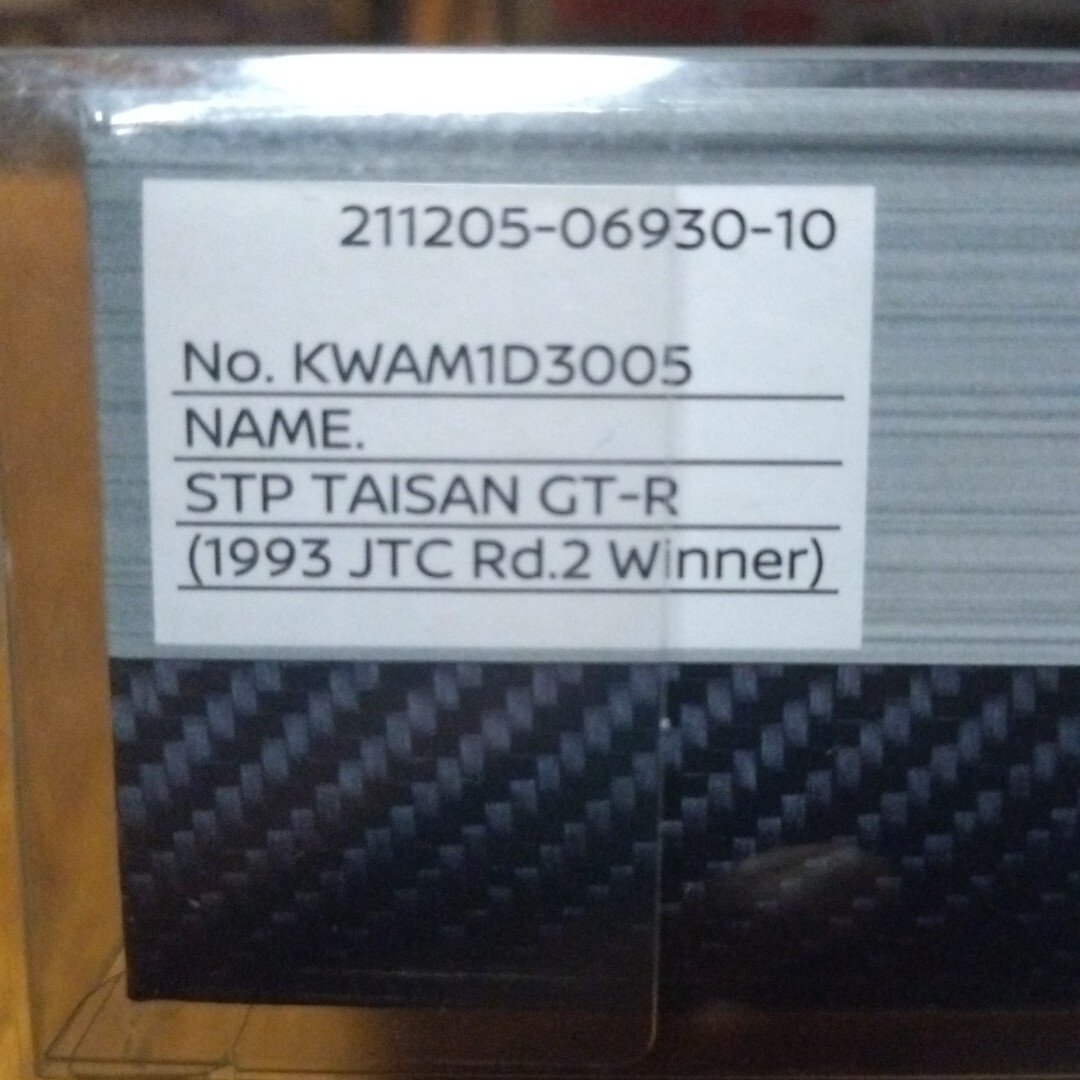 211205-06930-10
No. KWAM1D3005
NAME.
STP TAISAN GT-R
(1993 JTC Rd.2 Winner)